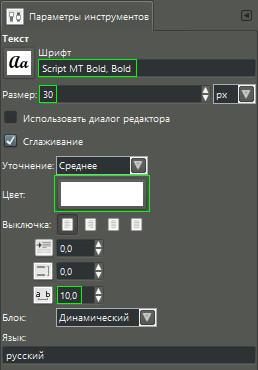 Параметры инструментов
Текст
Шрифт
Aa
Script MT Bold, Bold
Размер: 30 px
Использовать диалог редактора
Сглаживание
Уточнение: Среднее
Цвет:
Выключка:
0,0
0,0
a_b 10,0
Блок: Динамический
Язык:
русский